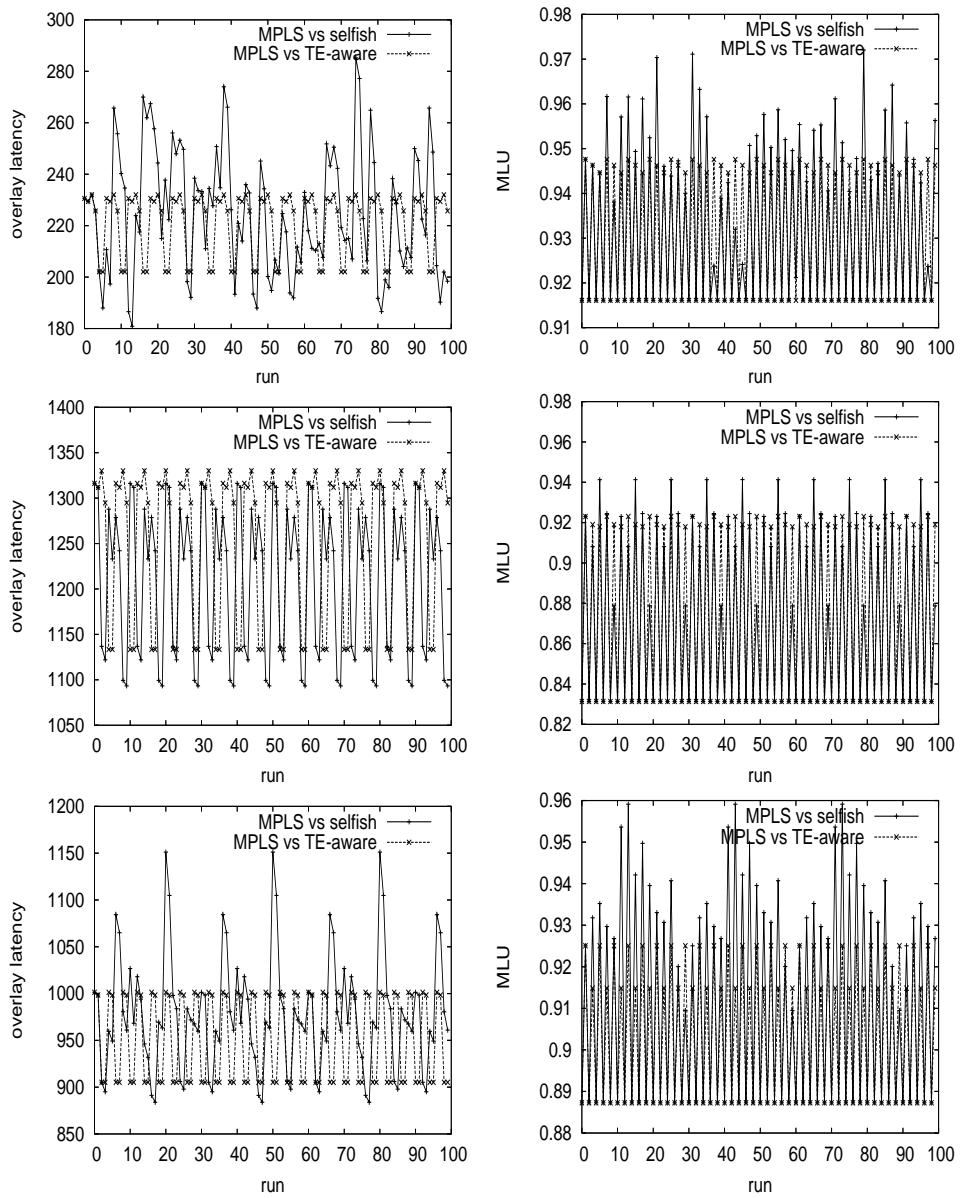 300
280
260
240
220
200
180
overlay latency
MPLS vs selfish
MPLS vs TE-aware
0 10 20 30 40 50 60 70 80 90 100
run
0.98
0.97
0.96
0.95
0.94
0.93
0.92
0.91
MLU
MPLS vs selfish
MPLS vs TE-aware
0 10 20 30 40 50 60 70 80 90 100
run
1400
1350
1300
1250
1200
1150
1100
1050
overlay latency
MPLS vs selfish
MPLS vs TE-aware
0 10 20 30 40 50 60 70 80 90 100
run
0.98
0.96
0.94
0.92
0.9
0.88
0.86
0.84
0.82
MLU
MPLS vs selfish
MPLS vs TE-aware
0 10 20 30 40 50 60 70 80 90 100
run
1200
1150
1100
1050
1000
950
900
850
overlay latency
MPLS vs selfish
MPLS vs TE-aware
0 10 20 30 40 50 60 70 80 90 100
run
0.96
0.95
0.94
0.93
0.92
0.91
0.9
0.89
0.88
MLU
MPLS vs selfish
MPLS vs TE-aware
0 10 20 30 40 50 60 70 80 90 100
run